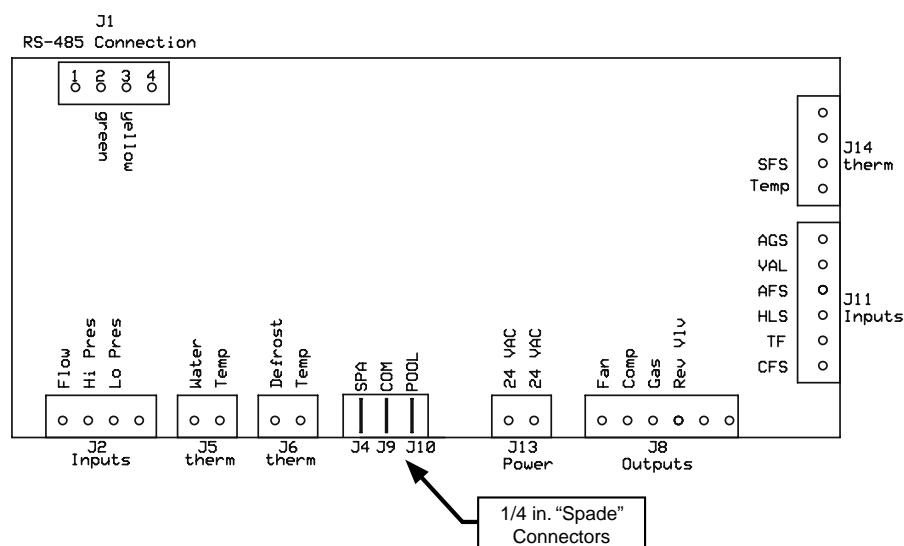 J1
RS-485 Connection
1 2 3 4
green
yellow
J14
therm
SFS
Temp
AGS
VAL
AFS
HLS
TF
CFS
J11
Inputs
Flow
Hi Pres
Lo Pres
Water
Temp
Defrost
Temp
SPA
COM
POOL
24 VAC
24 VAC
Fan
Comp
Gas
Rev Vlv
J2
Inputs
J5
therm
J6
therm
J4 J9 J10
J13
Power
J8
Outputs
1/4 in. “Spade”
Connectors